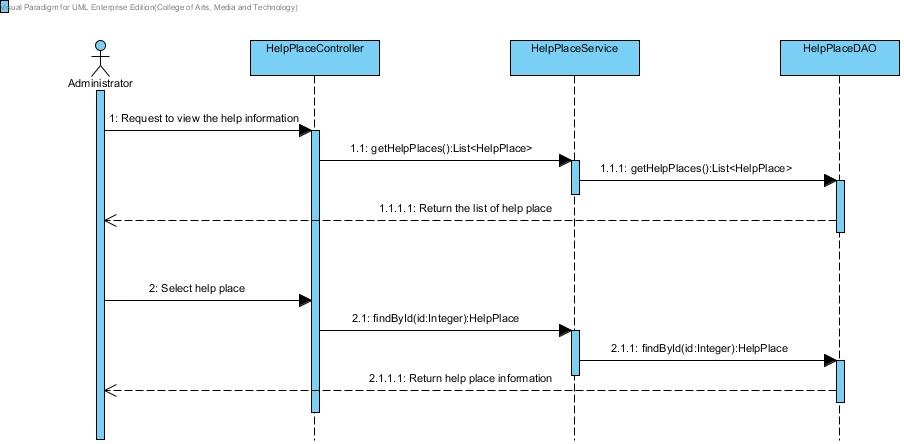 Visual Paradigm for UML Enterprise Edition(College of Arts, Media and Technology)
HelpPlaceController
HelpPlaceService
HelpPlaceDAO
Administrator
1: Request to view the help information
1.1: getHelpPlaces():List<HelpPlace>
1.1.1: getHelpPlaces():List<HelpPlace>
1.1.1.1: Return the list of help place
2: Select help place
2.1: findById(id:Integer):HelpPlace
2.1.1: findById(id:Integer):HelpPlace
2.1.1.1: Return help place information